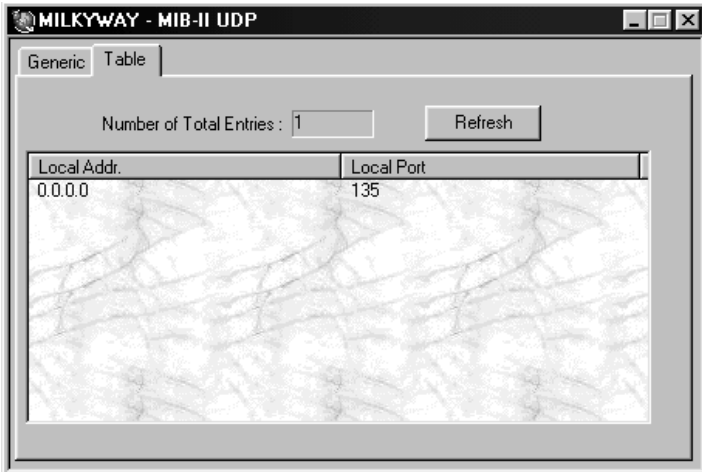 MILKYWAY - MIB-II UDP
Generic Table
Number of Total Entries : 1 Refresh
Local Addr. Local Port
0.0.0.0 135